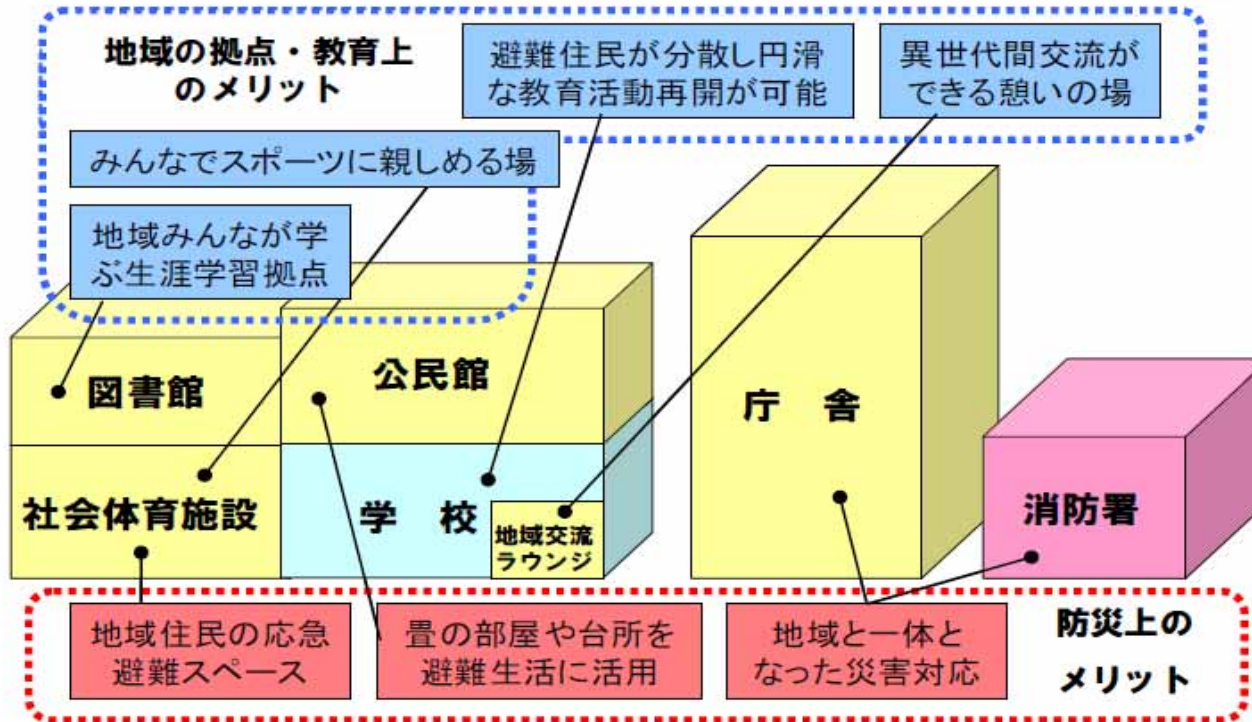 地域の拠点・教育上
のメリット
避難住民が分散し円滑
な教育活動再開が可能
異世代間交流が
できる憩いの場
みんなでスポーツに親しめる場
地域みんなが学
ぶ生涯学習拠点
図書館
公民館
庁 舎
社会体育施設
学 校
地域交流
ラウンジ
消防署
地域住民の応急
避難スペース
畳の部屋や台所を
避難生活に活用
地域と一体と
なった災害対応
防災上の
メリット